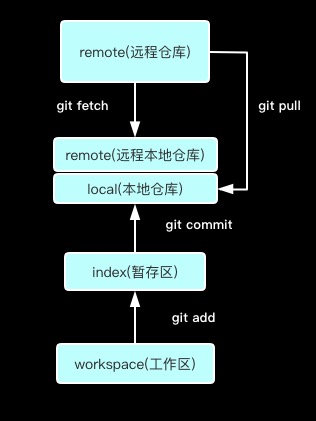 remote(远程仓库)
git fetch
git pull
remote(远程本地仓库)
local(本地仓库)
git commit
index(暂存区)
git add
workspace(工作区)